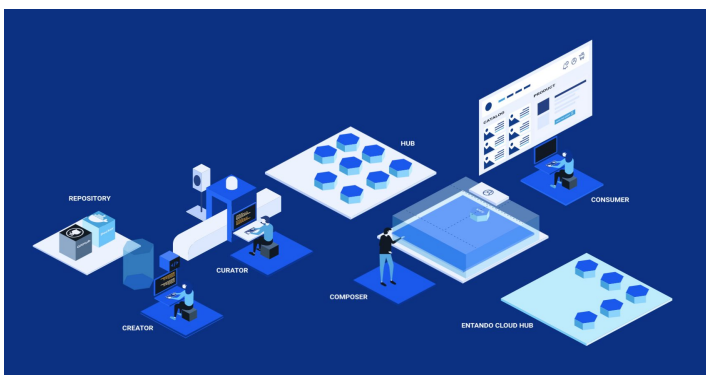 HUB
CATALOG
PRODUCT
CONSUMER
REPOSITORY
CURATOR
COMPOSER
CREATOR
ENTANDO CLOUD HUB